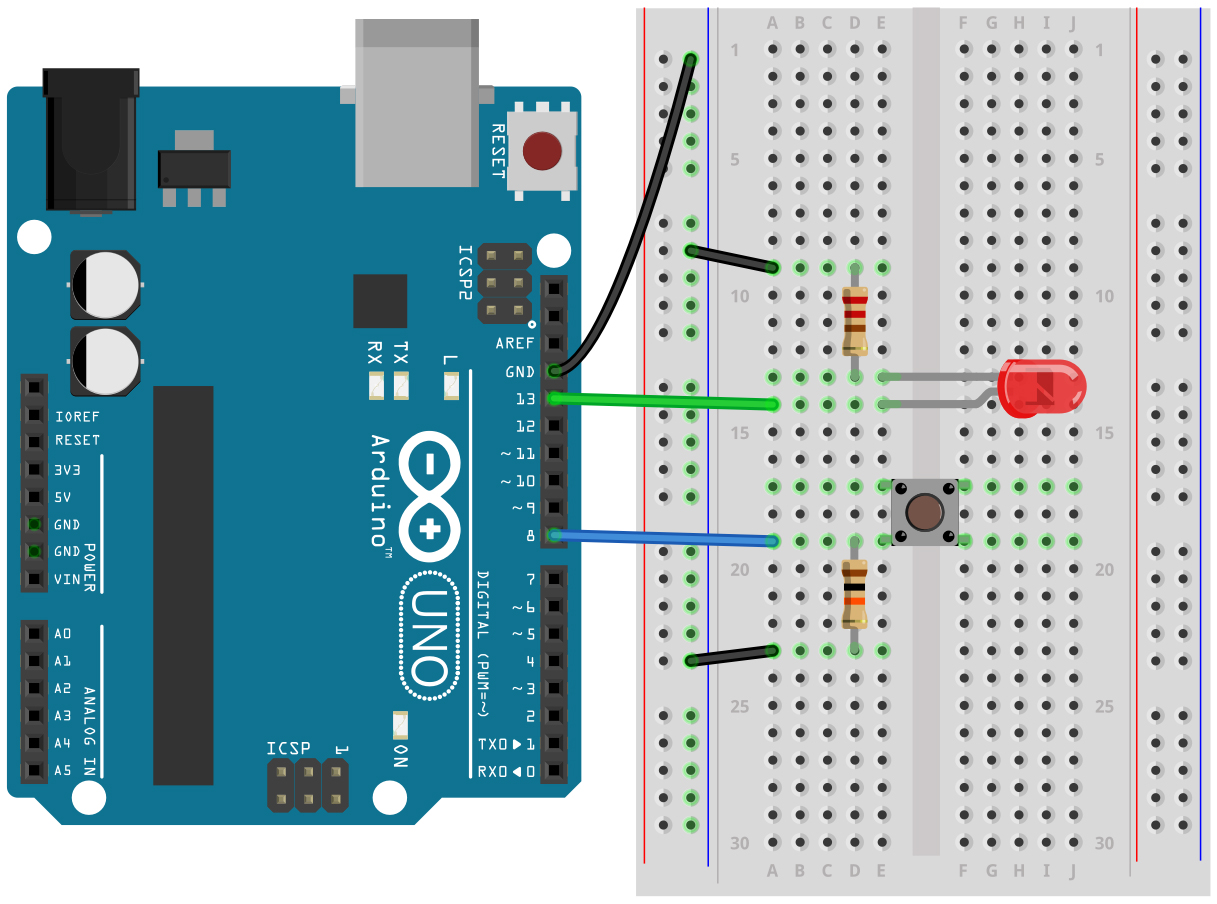 RESET
ICSP2
AREF
GND
13
12
~11
~10
~9
8
7
~6
~5
4
~3
2
TX0▶1
RX0◀0
DIGITAL (PWM=~)
RX
TX
L
Arduino™
UNO
IOREF
RESET
3V3
5V
GND
GND
VIN
POWER
A0
A1
A2
A3
A4
A5
ANALOG IN
ICSP
1
ON
A B C D E F G H I J
1 1
5 5
10 10
15 15
20 20
25 25
30 30
A B C D E F G H I J